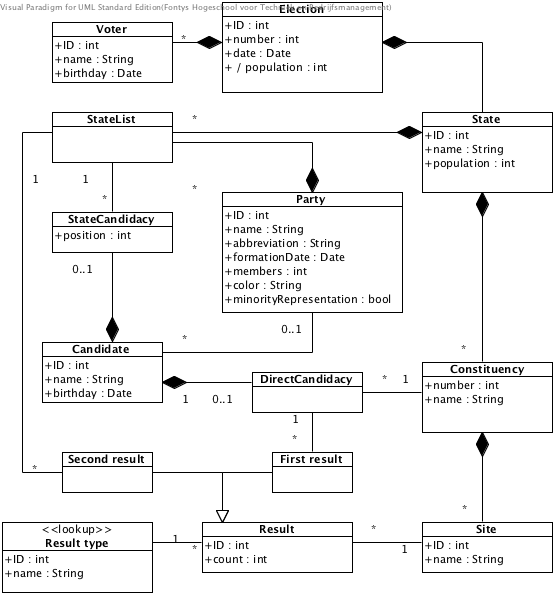 Visual Paradigm for UML Standard Edition(Fontys Hogeschool voor Bedrijfsmanagement)
Election
+ID : int
+number : int
+date : Date
+ / population : int
Voter
+ID : int
+name : String
+birthday : Date
*
StateList
*
State
+ID : int
+name : String
+population : int
1
1
*
*
StateCandidacy
+position : int
0..1
Party
+ID : int
+name : String
+abbreviation : String
+formationDate : Date
+members : int
+color : String
+minorityRepresentation : bool
0..1
*
*
Candidate
+ID : int
+name : String
+birthday : Date
1
0..1
DirectCandidacy
*
1
Constituency
+number : int
+name : String
1
*
*
Second result
First result
*
<<lookup>>
Result type
+ID : int
+name : String
1
*
Result
+ID : int
+count : int
*
1
Site
+ID : int
+name : String